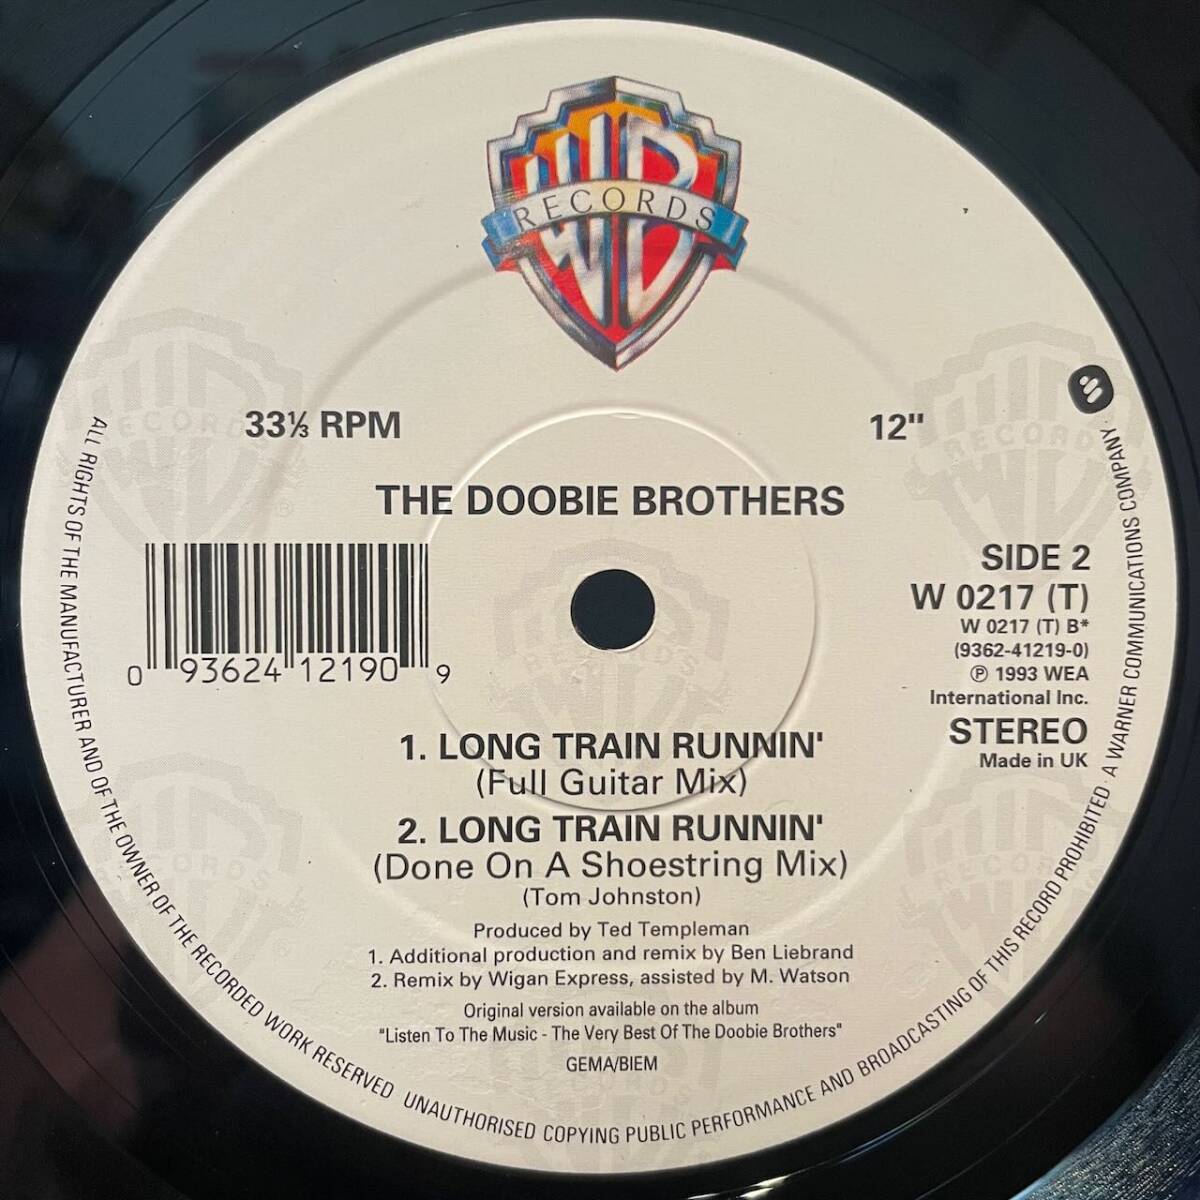 WB
RECORDS
33⅓ RPM
12"
THE DOOBIE BROTHERS
SIDE 2
W 0217 (T)
W 0217 (T) B*
(9362-41219-0)
℗ 1993 WEA
International Inc.
STEREO
Made in UK
0 93624 12190 9
1. LONG TRAIN RUNNIN'
(Full Guitar Mix)
2. LONG TRAIN RUNNIN'
(Done On A Shoestring Mix)
(Tom Johnston)
Produced by Ted Templeman
1. Additional production and remix by Ben Liebrand
2. Remix by Wigan Express, assisted by M. Watson
Original version available on the album
"Listen To The Music - The Very Best Of The Doobie Brothers"
GEMA/BIEM
ALL RIGHTS OF THE MANUFACTURER AND OF THE OWNER OF THE RECORDED WORK RESERVED UNAUTHORISED COPYING PUBLIC PERFORMANCE AND BROADCASTING OF THIS RECORD PROHIBITED · A WARNER COMMUNICATIONS COMPANY ·